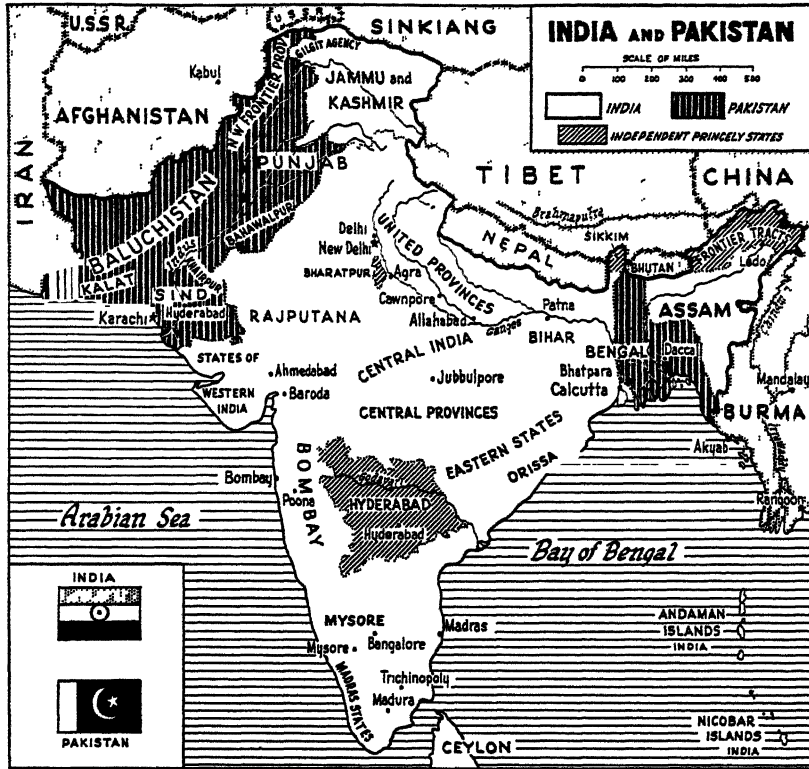 INDIA AND PAKISTAN
SCALE OF MILES
0 100 200 300 400 500
INDIA
PAKISTAN
INDEPENDENT PRINCELY STATES
U.S.S.R.
U.S.S.R.
SINKIANG
GILGIT AGENCY
Kabul
JAMMU and
KASHMIR
N.W. FRONTIER PROV.
AFGHANISTAN
IRAN
PUNJAB
TIBET
CHINA
BALUCHISTAN
BAHAWALPUR
Brahmaputra
Delhi
New Delhi
NEPAL
SIKKIM
BHUTAN
FRONTIER TRACTS
Ledo
Indus
KHAIRPUR
KALAT
BHARATPUR
Agra
UNITED PROVINCES
SIND
Hyderabad
Karachi
RAJPUTANA
Cawnpore
Allahabad
Ganges
Patna
BIHAR
ASSAM
Chindwin
STATES OF
WESTERN
INDIA
CENTRAL INDIA
BENGAL
Dacca
Ahmedabad
Baroda
Jubbulpore
Bhatpara
Calcutta
Mandalay
CENTRAL PROVINCES
BURMA
EASTERN STATES
ORISSA
Akyab
Irrawaddy
Rangoon
BOMBAY
Bombay
Poona
Godavari
HYDERABAD
Hyderabad
Arabian Sea
Bay of Bengal
INDIA
PAKISTAN
MYSORE
Mysore
Bangalore
Madras
MADRAS STATES
Trichinopoly
Madura
CEYLON
ANDAMAN
ISLANDS
INDIA
NICOBAR
ISLANDS
INDIA